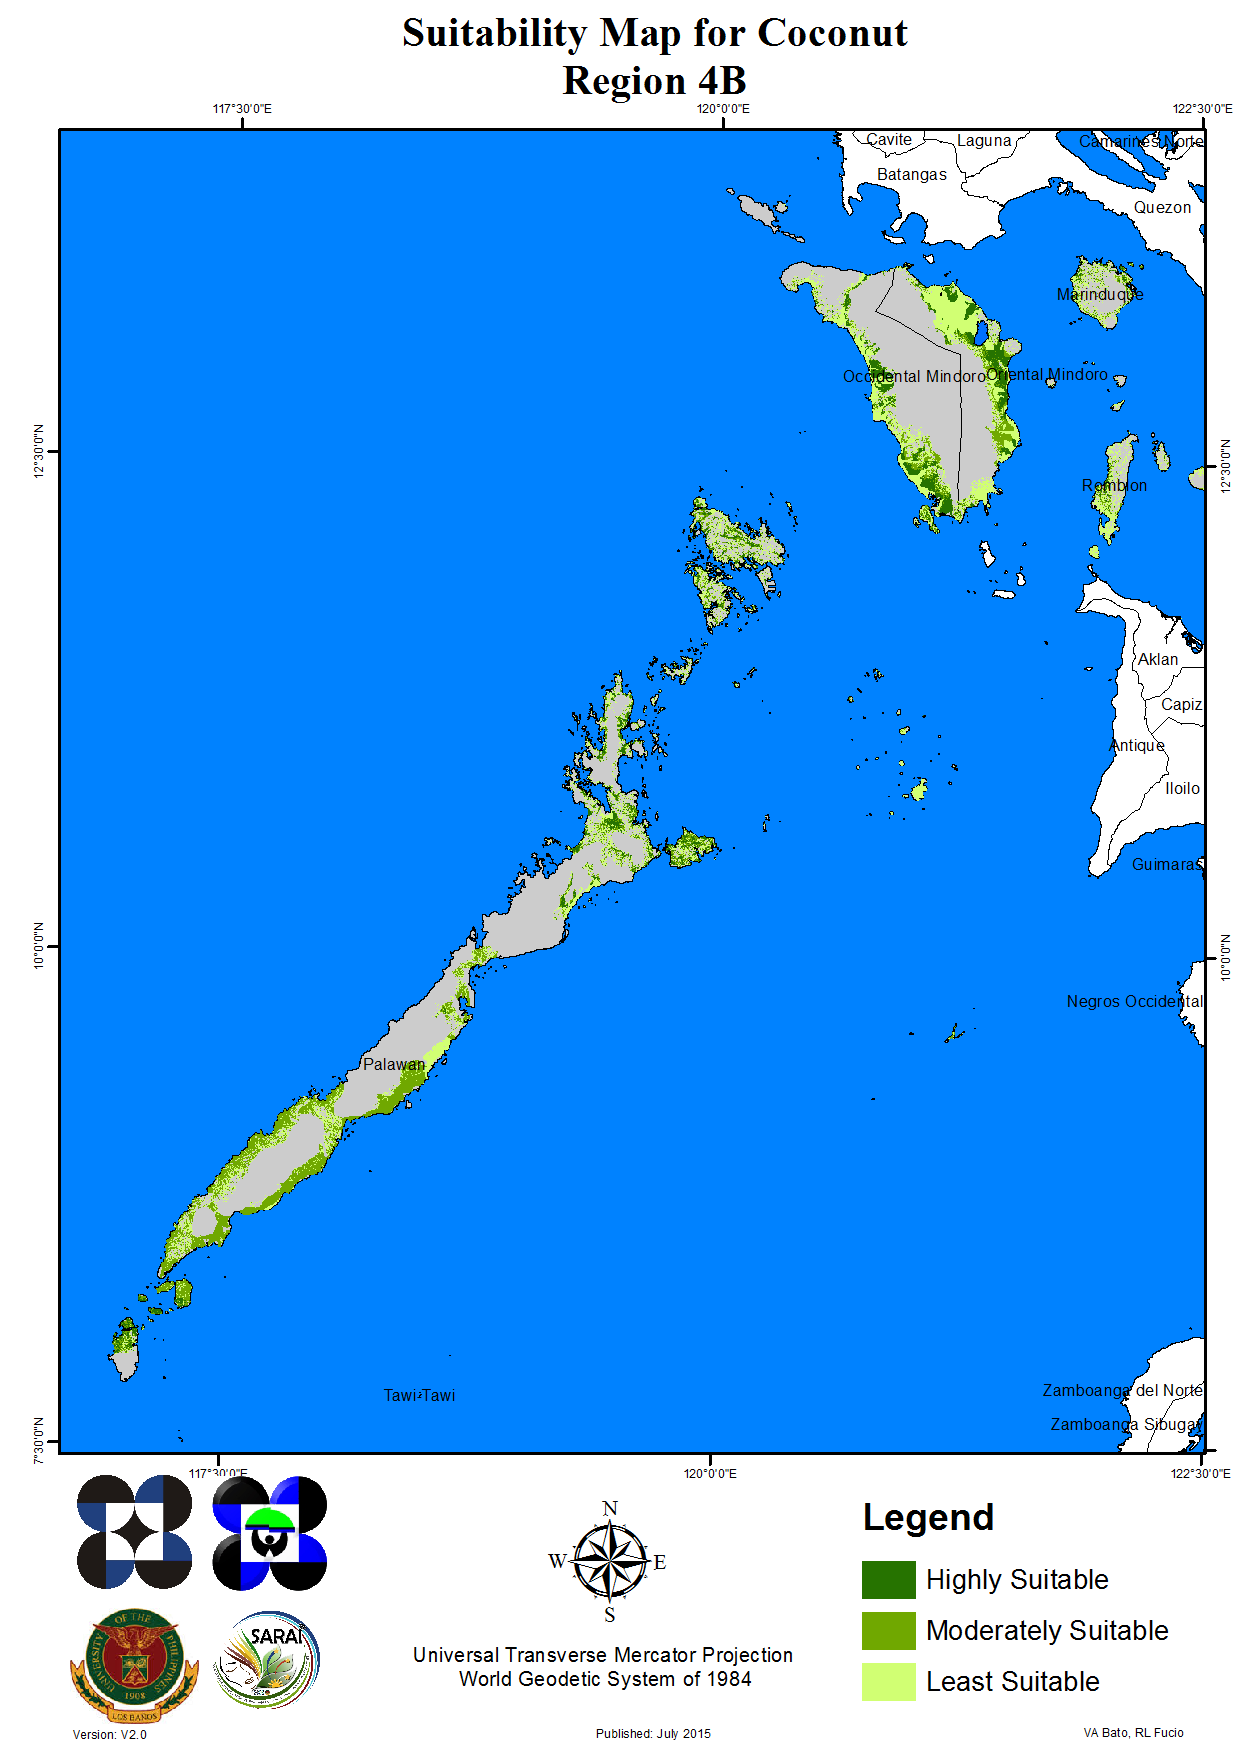 Suitability Map for Coconut
Region 4B
117°30'0"E
120°0'0"E
122°30'0"E
Cavite
Laguna
Camarines Norte
Batangas
Quezon
Marinduque
Occidental Mindoro
Oriental Mindoro
12°30'0"N
12°30'0"N
Romblon
Aklan
Capiz
Antique
Iloilo
Guimaras
10°0'0"N
10°0'0"N
Negros Occidental
Palawan
Tawi-Tawi
Zamboanga del Norte
Zamboanga Sibugay
7°30'0"N
117°30'0"E
120°0'0"E
122°30'0"E
N
W
E
S
Legend
Highly Suitable
Moderately Suitable
Least Suitable
UNIVERSITY OF THE PHILIPPINES
1908
LOS BAÑOS
SARAI
Universal Transverse Mercator Projection
World Geodetic System of 1984
Version: V2.0
Published: July 2015
VA Bato, RL Fucio